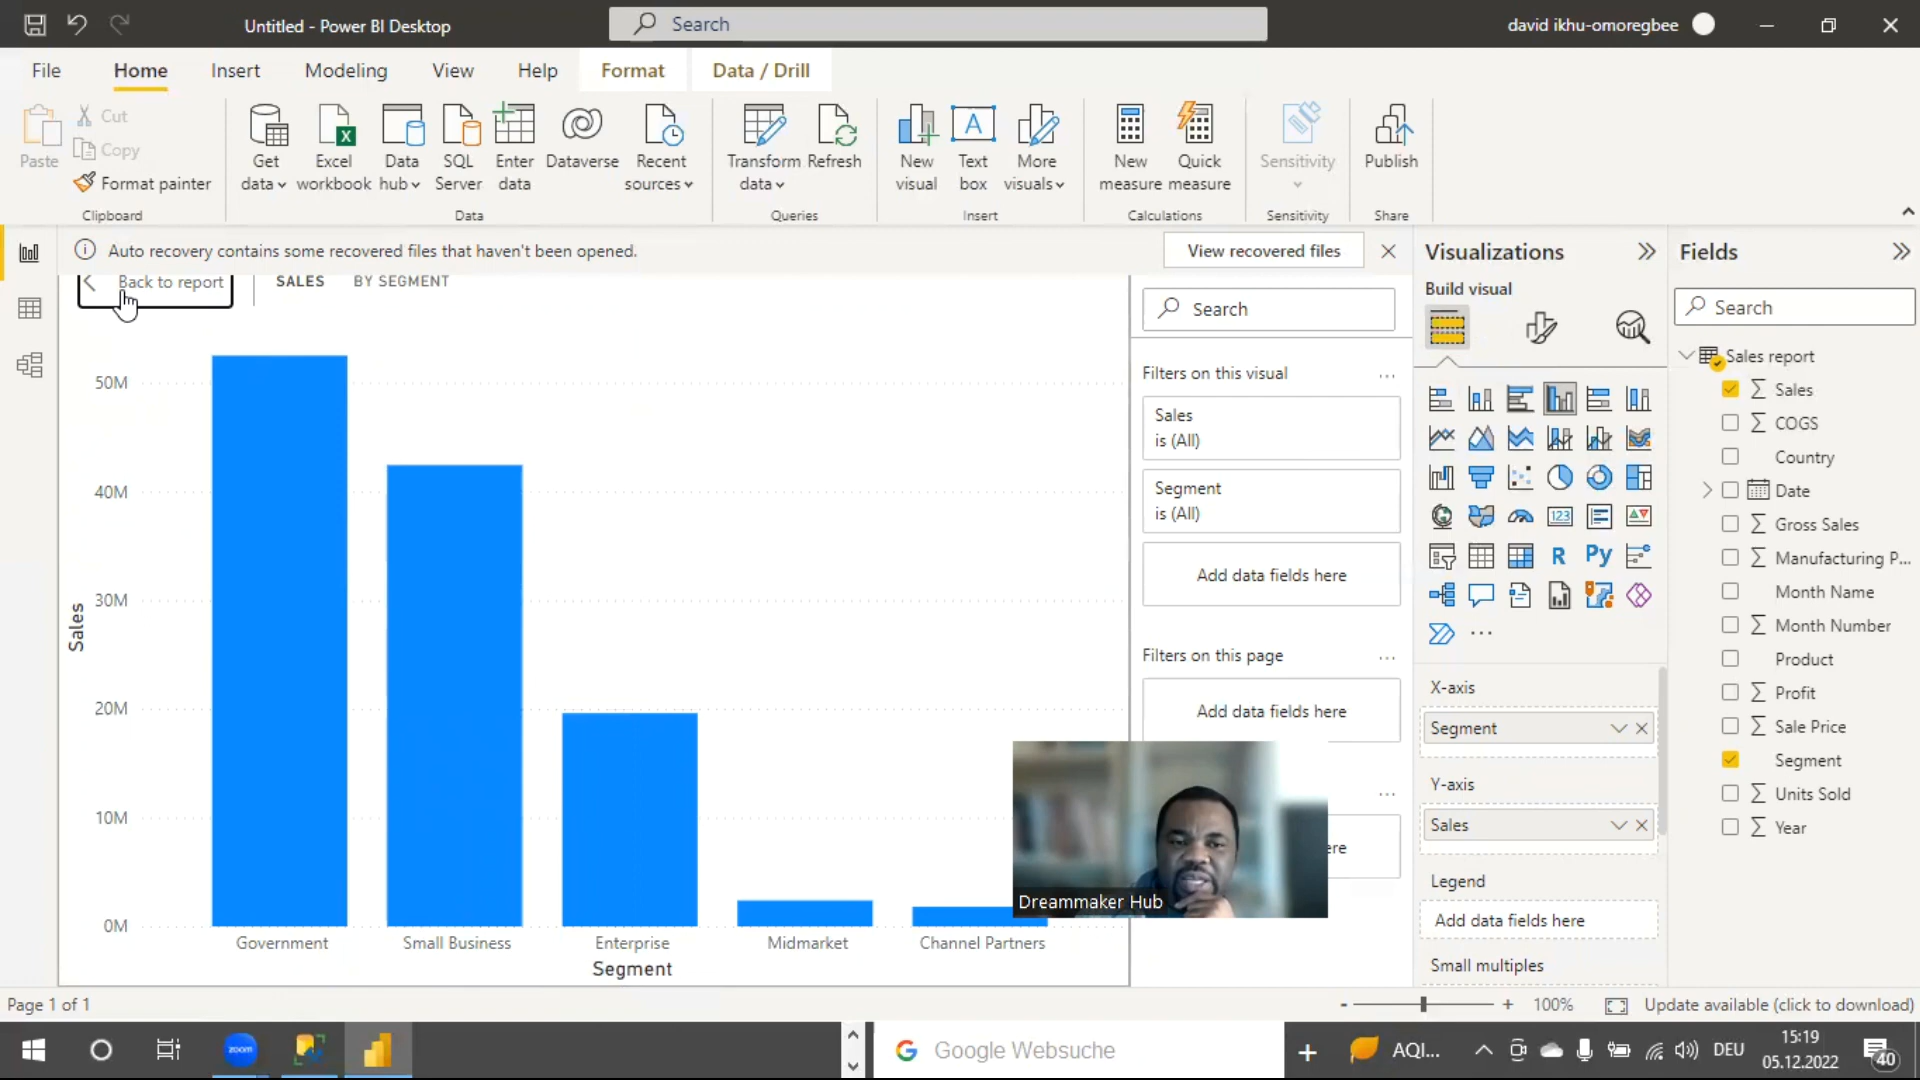 Untitled - Power BI Desktop
Search
david ikhu-omoregbee
File
Home
Insert
Modeling
View
Help
Format
Data / Drill
Paste
Cut
Copy
Format painter
Clipboard
Get data
Excel workbook
Data hub
SQL Server
Enter data
Dataverse
Recent sources
Data
Transform data
Refresh
Queries
New visual
Text box
More visuals
Insert
New measure
Quick measure
Calculations
Sensitivity
Sensitivity
Publish
Share
Auto recovery contains some recovered files that haven't been opened.
View recovered files
Back to report
SALES
BY SEGMENT
50M
40M
30M
20M
10M
0M
Sales
Government
Small Business
Enterprise
Midmarket
Channel Partners
Segment
Search
Filters on this visual
...
Sales
is (All)
Segment
is (All)
Add data fields here
Filters on this page
...
Add data fields here
...
ere
Dreammaker Hub
Visualizations
Build visual
123
R
Py
...
X-axis
Segment
Y-axis
Sales
Legend
Add data fields here
Small multiples
Fields
Search
Sales report
Sales
COGS
Country
Date
Gross Sales
Manufacturing P...
Month Name
Month Number
Product
Profit
Sale Price
Segment
Units Sold
Year
Page 1 of 1
- + 100%
Update available (click to download)
zoom
Google Websuche
AQI...
DEU
15:19
05.12.2022
40